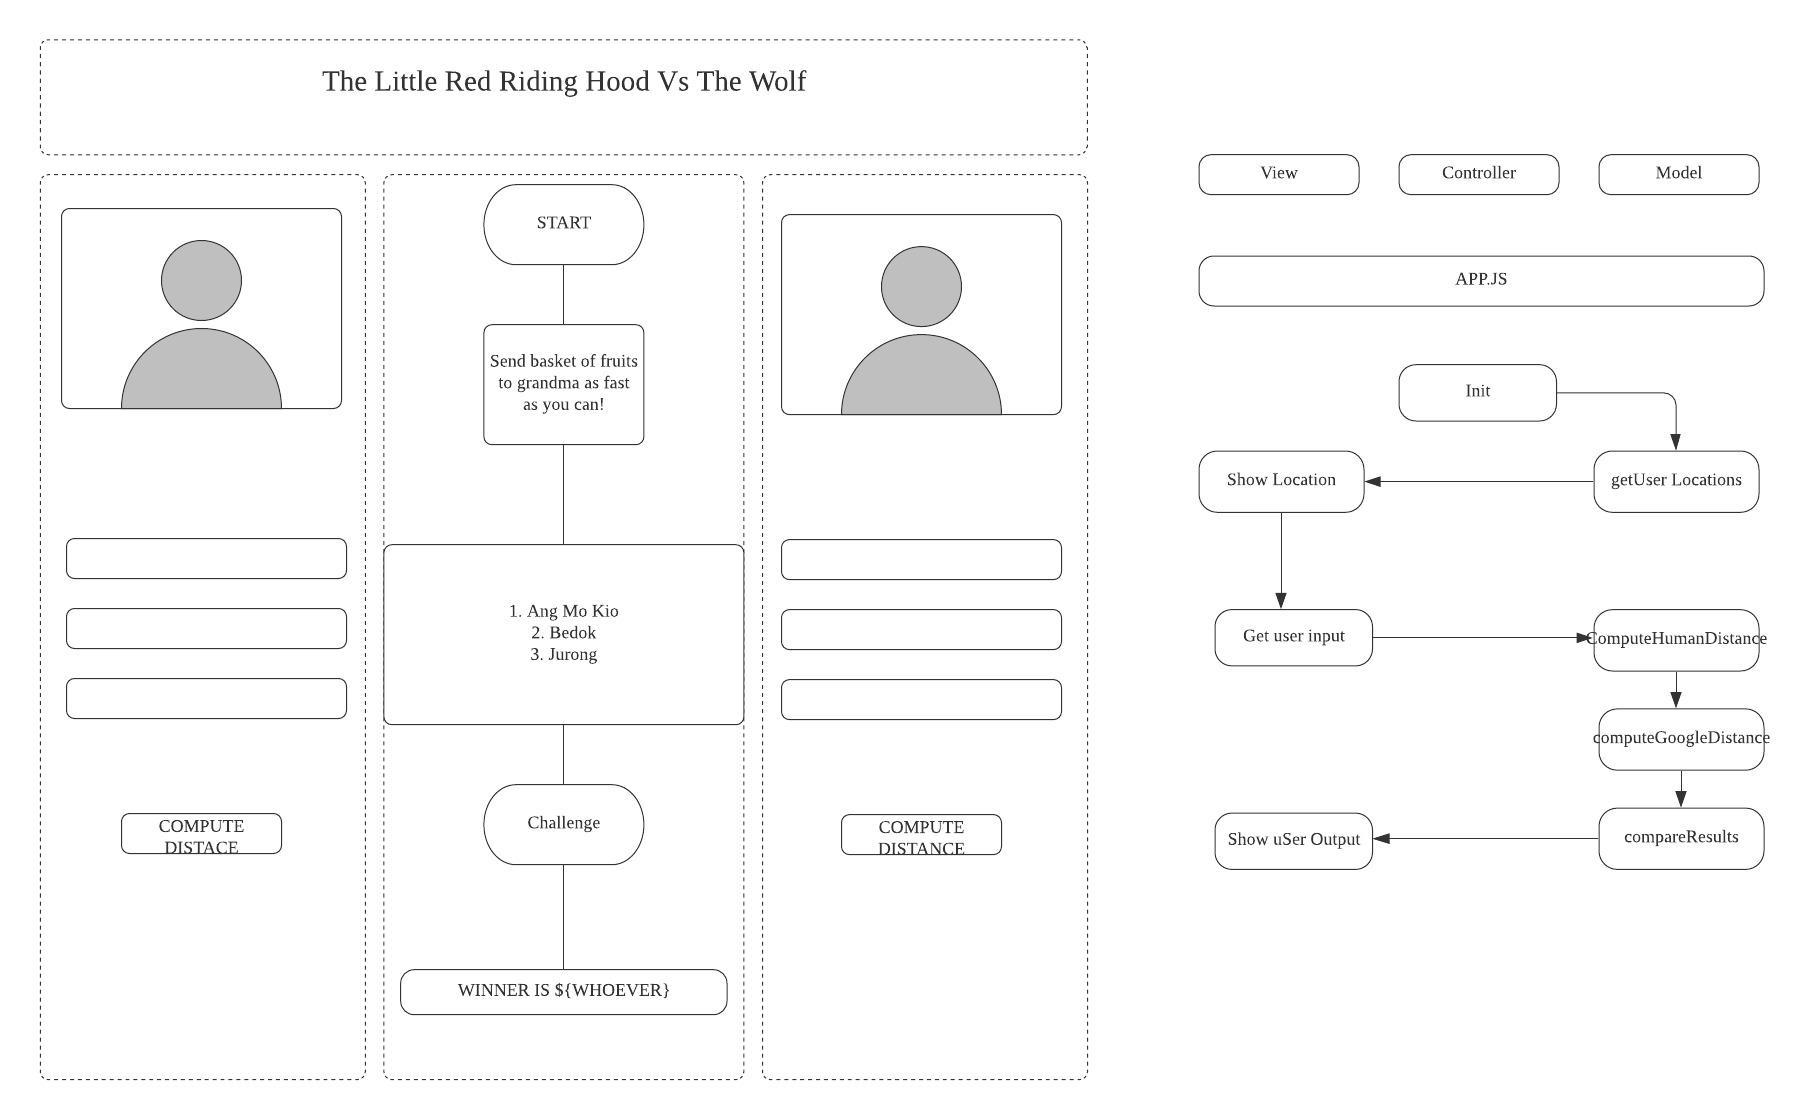 The Little Red Riding Hood Vs The Wolf
START
Send basket of fruits
to grandma as fast
as you can!
1. Ang Mo Kio
2. Bedok
3. Jurong
COMPUTE
DISTACE
Challenge
COMPUTE
DISTANCE
WINNER IS ${WHOEVER}
View
Controller
Model
APP.JS
Init
Show Location
getUser Locations
Get user input
ComputeHumanDistance
computeGoogleDistance
Show uSer Output
compareResults